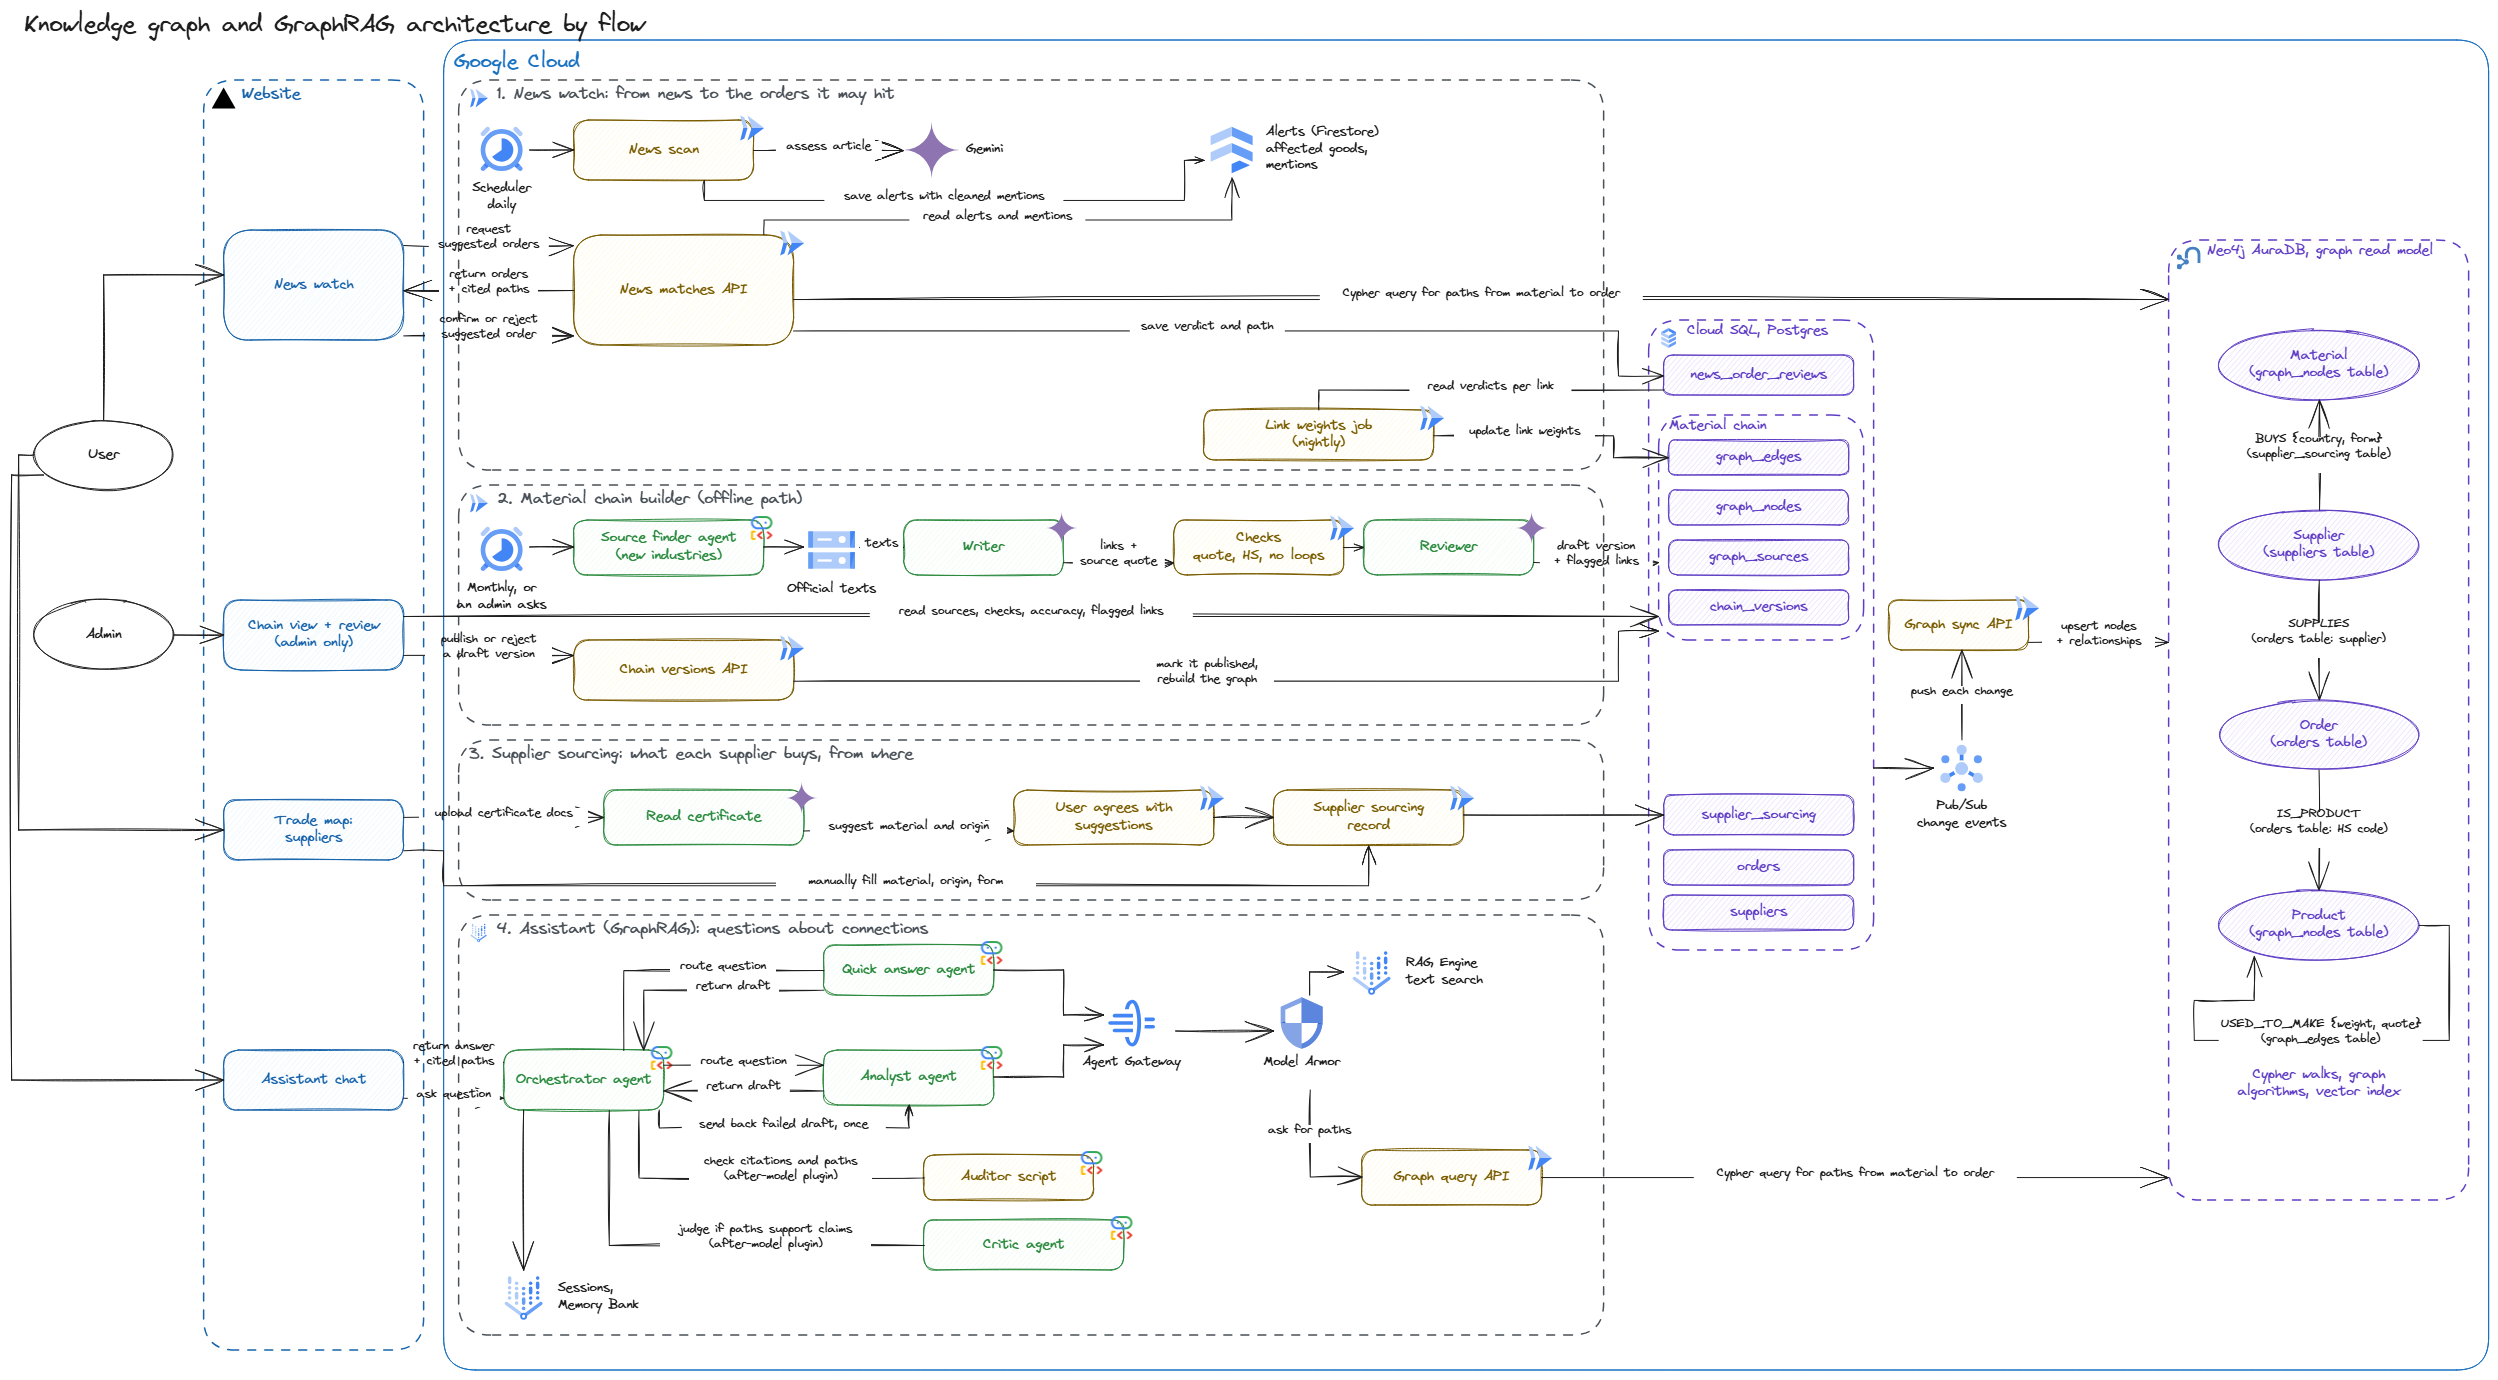 Knowledge graph and GraphRAG architecture by flow
Google Cloud
Website
1. News watch: from news to the orders it may hit
Scheduler
daily
News scan
assess article
Gemini
Alerts (Firestore)
affected goods,
mentions
save alerts with cleaned mentions
read alerts and mentions
News watch
request
suggested orders
return orders
+ cited paths
confirm or reject
suggested order
News matches API
Cypher query for paths from material to order
save verdict and path
read verdicts per link
Link weights job
(nightly)
update link weights
User
Admin
2. Material chain builder (offline path)
Monthly, or
an admin asks
Source finder agent
(new industries)
Official texts
texts
Writer
links +
source quote
Checks
quote, HS, no loops
Reviewer
draft version
+ flagged links
Chain view + review
(admin only)
read sources, checks, accuracy, flagged links
publish or reject
a draft version
Chain versions API
mark it published,
rebuild the graph
3. Supplier sourcing: what each supplier buys, from where
Trade map:
suppliers
upload certificate docs
Read certificate
suggest material and origin
User agrees with
suggestions
Supplier sourcing
record
manually fill material, origin, form
4. Assistant (GraphRAG): questions about connections
Assistant chat
return answer
+ cited paths
ask question
Orchestrator agent
route question
return draft
Quick answer agent
route question
return draft
Analyst agent
send back failed draft, once
check citations and paths
(after-model plugin)
Auditor script
judge if paths support claims
(after-model plugin)
Critic agent
Sessions,
Memory Bank
Agent Gateway
Model Armor
RAG Engine
text search
ask for paths
Graph query API
Cypher query for paths from material to order
Cloud SQL, Postgres
news_order_reviews
Material chain
graph_edges
graph_nodes
graph_sources
chain_versions
supplier_sourcing
orders
suppliers
Graph sync API
upsert nodes
+ relationships
push each change
Pub/Sub
change events
Neo4j AuraDB, graph read model
Material
(graph_nodes table)
BUYS {country, form}
(supplier_sourcing table)
Supplier
(suppliers table)
SUPPLIES
(orders table: supplier)
Order
(orders table)
IS_PRODUCT
(orders table: HS code)
Product
(graph_nodes table)
USED_TO_MAKE {weight, quote}
(graph_edges table)
Cypher walks, graph
algorithms, vector index